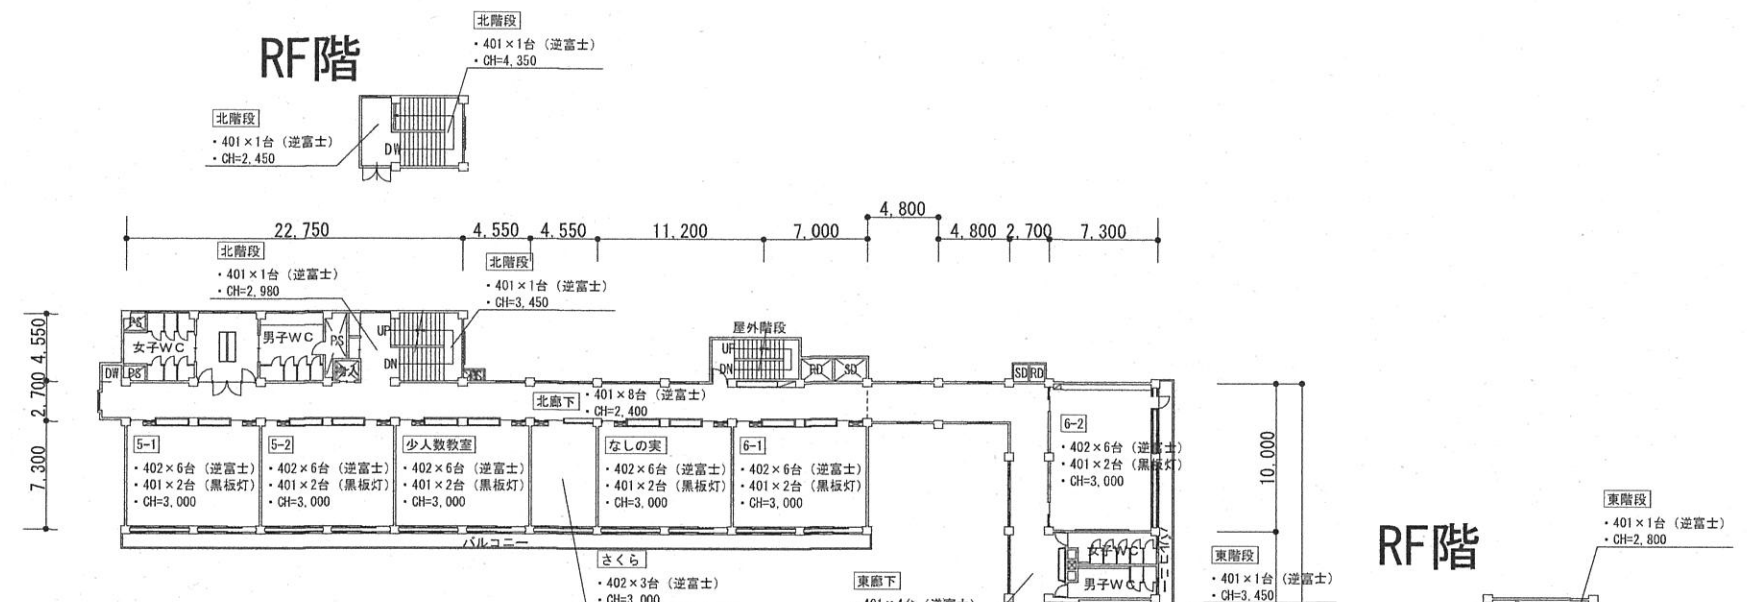 北階段
・401×1台（逆富士）
・CH=4,350
RF階
北階段
・401×1台（逆富士）
・CH=2,450
DW
4,800
22,750
4,550
4,550
11,200
7,000
4,800
2,700
7,300
北階段
・401×1台（逆富士）
・CH=2,980
北階段
・401×1台（逆富士）
・CH=3,450
4,550
2,700
7,300
PS
女子WC
男子WC
PS
物入
UP
DN
DW
PS
屋外階段
UP
DN
RD
SD
SD
RD
北廊下
・401×8台（逆富士）
・CH=2,400
5-1
・402×6台（逆富士）
・401×2台（黒板灯）
・CH=3,000
5-2
・402×6台（逆富士）
・401×2台（黒板灯）
・CH=3,000
少人数教室
・402×6台（逆富士）
・401×2台（黒板灯）
・CH=3,000
なしの実
・402×6台（逆富士）
・401×2台（黒板灯）
・CH=3,000
6-1
・402×6台（逆富士）
・401×2台（黒板灯）
・CH=3,000
6-2
・402×6台（逆富士）
・401×2台（黒板灯）
・CH=3,000
10,000
バルコニー
さくら
・402×3台（逆富士）
・CH=3,000
東廊下
女子WC
男子WC
東階段
・401×1台（逆富士）
・CH=3,450
RF階
東階段
・401×1台（逆富士）
・CH=2,800